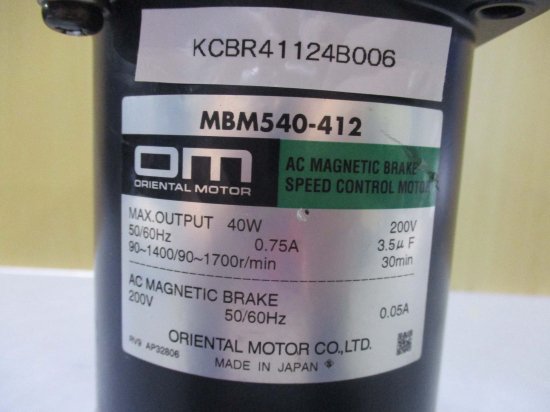 KCBR41124B006
MBM540-412
om
ORIENTAL MOTOR
AC MAGNETIC BRAKE
SPEED CONTROL MOTOR
MAX.OUTPUT 40W 200V
50/60Hz 0.75A 3.5μF
90~1400/90~1700r/min 30min
AC MAGNETIC BRAKE
200V 50/60Hz 0.05A
ORIENTAL MOTOR CO.,LTD.
RV9 AP32806
MADE IN JAPAN